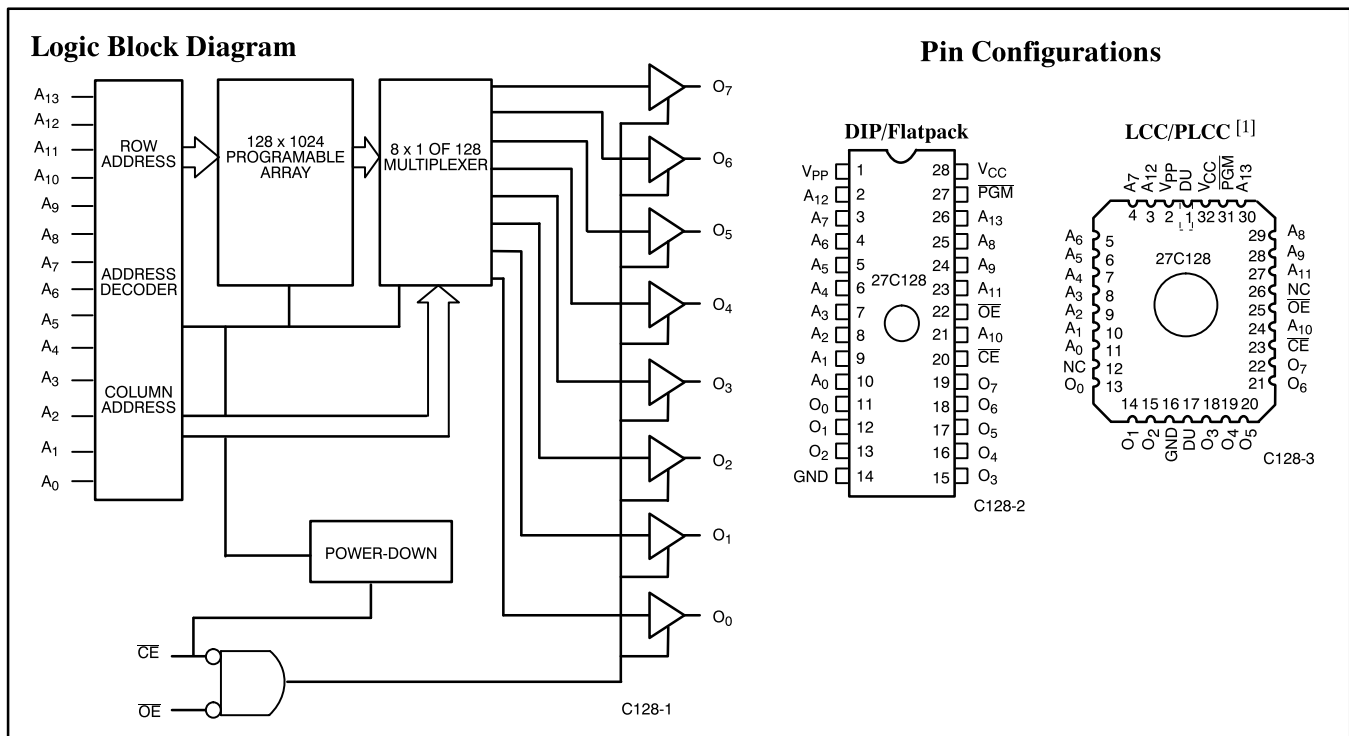 Logic Block Diagram
A13
A12
A11
A10
A9
A8
A7
A6
A5
A4
A3
A2
A1
A0
ROW
ADDRESS
ADDRESS
DECODER
COLUMN
ADDRESS
128 x 1024
PROGRAMABLE
ARRAY
8 x 1 OF 128
MULTIPLEXER
O7
O6
O5
O4
O3
O2
O1
O0
POWER-DOWN
CE
OE
C128-1
Pin Configurations
DIP/Flatpack
VPP 1 28 VCC
A12 2 27 PGM
A7 3 26 A13
A6 4 25 A8
A5 5 24 A9
27C128
A4 6 23 A11
A3 7 22 OE
A2 8 21 A10
A1 9 20 CE
A0 10 19 O7
O0 11 18 O6
O1 12 17 O5
O2 13 16 O4
GND 14 15 O3
C128-2
LCC/PLCC [1]
A7 A12 VPP DU VCC PGM A13
4 3 2 1 32 31 30
A6 5 29 A8
A5 6 28 A9
A4 7 27 A11
A3 8 26 NC
A2 9 25 OE
A1 10 24 A10
A0 11 23 CE
NC 12 22 O7
O0 13 21 O6
27C128
14 15 16 17 18 19 20
O1 O2 GND DU O3 O4 O5
C128-3